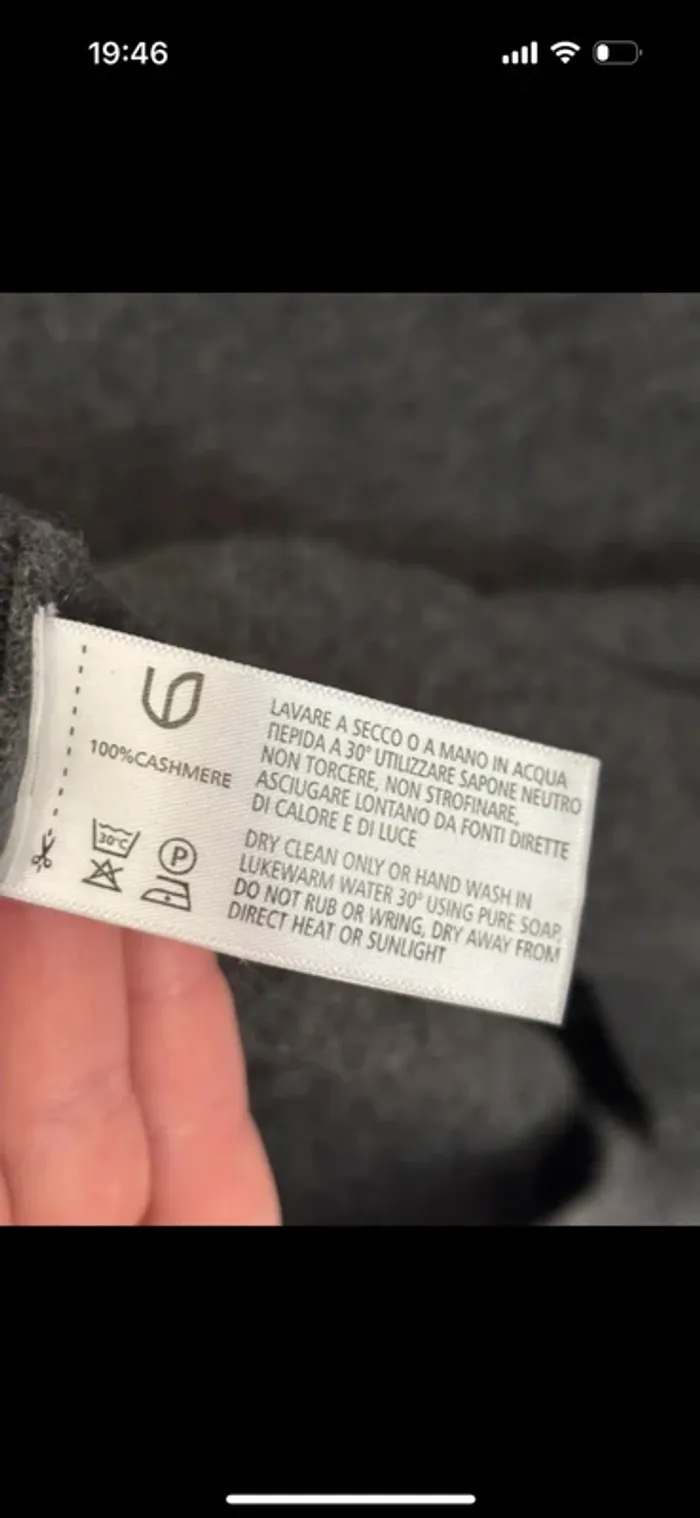 19:46
100%CASHMERE
30°C
P
LAVARE A SECCO O A MANO IN ACQUA
ΠEPIDA A 30° UTILIZZARE SAPONE NEUTRO
NON TORCERE, NON STROFINARE,
ASCIUGARE LONTANO DA FONTI DIRETTE
DI CALORE E DI LUCE
DRY CLEAN ONLY OR HAND WASH IN
LUKEWARM WATER 30° USING PURE SOAP,
DO NOT RUB OR WRING, DRY AWAY FROM
DIRECT HEAT OR SUNLIGHT